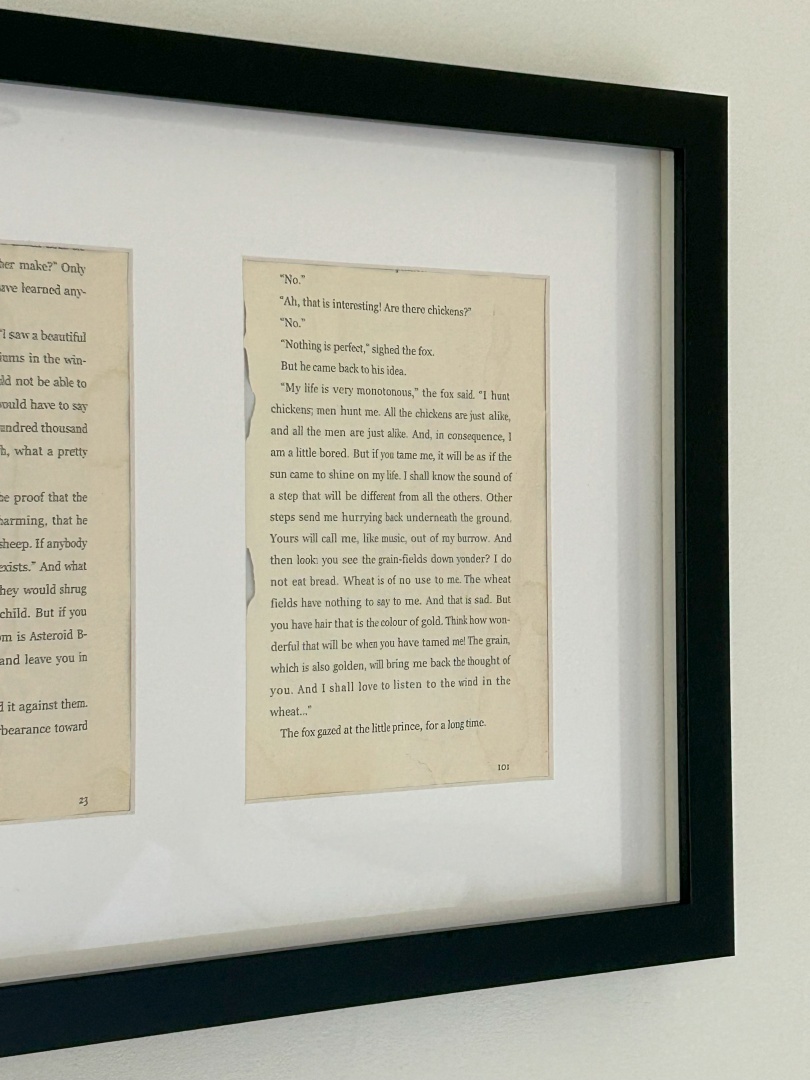 her make?" Only
ave learned any-
"I saw a beautiful
iums in the win-
ld not be able to
would have to say
undred thousand
h, what a pretty
he proof that the
harming, that he
sheep. If anybody
exists." And what
hey would shrug
child. But if you
om is Asteroid B-
and leave you in
d it against them.
bearance toward
23
"No."
"Ah, that is interesting! Are there chickens?"
"No."
"Nothing is perfect," sighed the fox.
But he came back to his idea.
"My life is very monotonous," the fox said. "I hunt
chickens; men hunt me. All the chickens are just alike,
and all the men are just alike. And, in consequence, I
am a little bored. But if you tame me, it will be as if the
sun came to shine on my life. I shall know the sound of
a step that will be different from all the others. Other
steps send me hurrying back underneath the ground.
Yours will call me, like music, out of my burrow. And
then look: you see the grain-fields down yonder? I do
not eat bread. Wheat is of no use to me. The wheat
fields have nothing to say to me. And that is sad. But
you have hair that is the colour of gold. Think how won-
derful that will be when you have tamed me! The grain,
which is also golden, will bring me back the thought of
you. And I shall love to listen to the wind in the
wheat..."
The fox gazed at the little prince, for a long time.
101